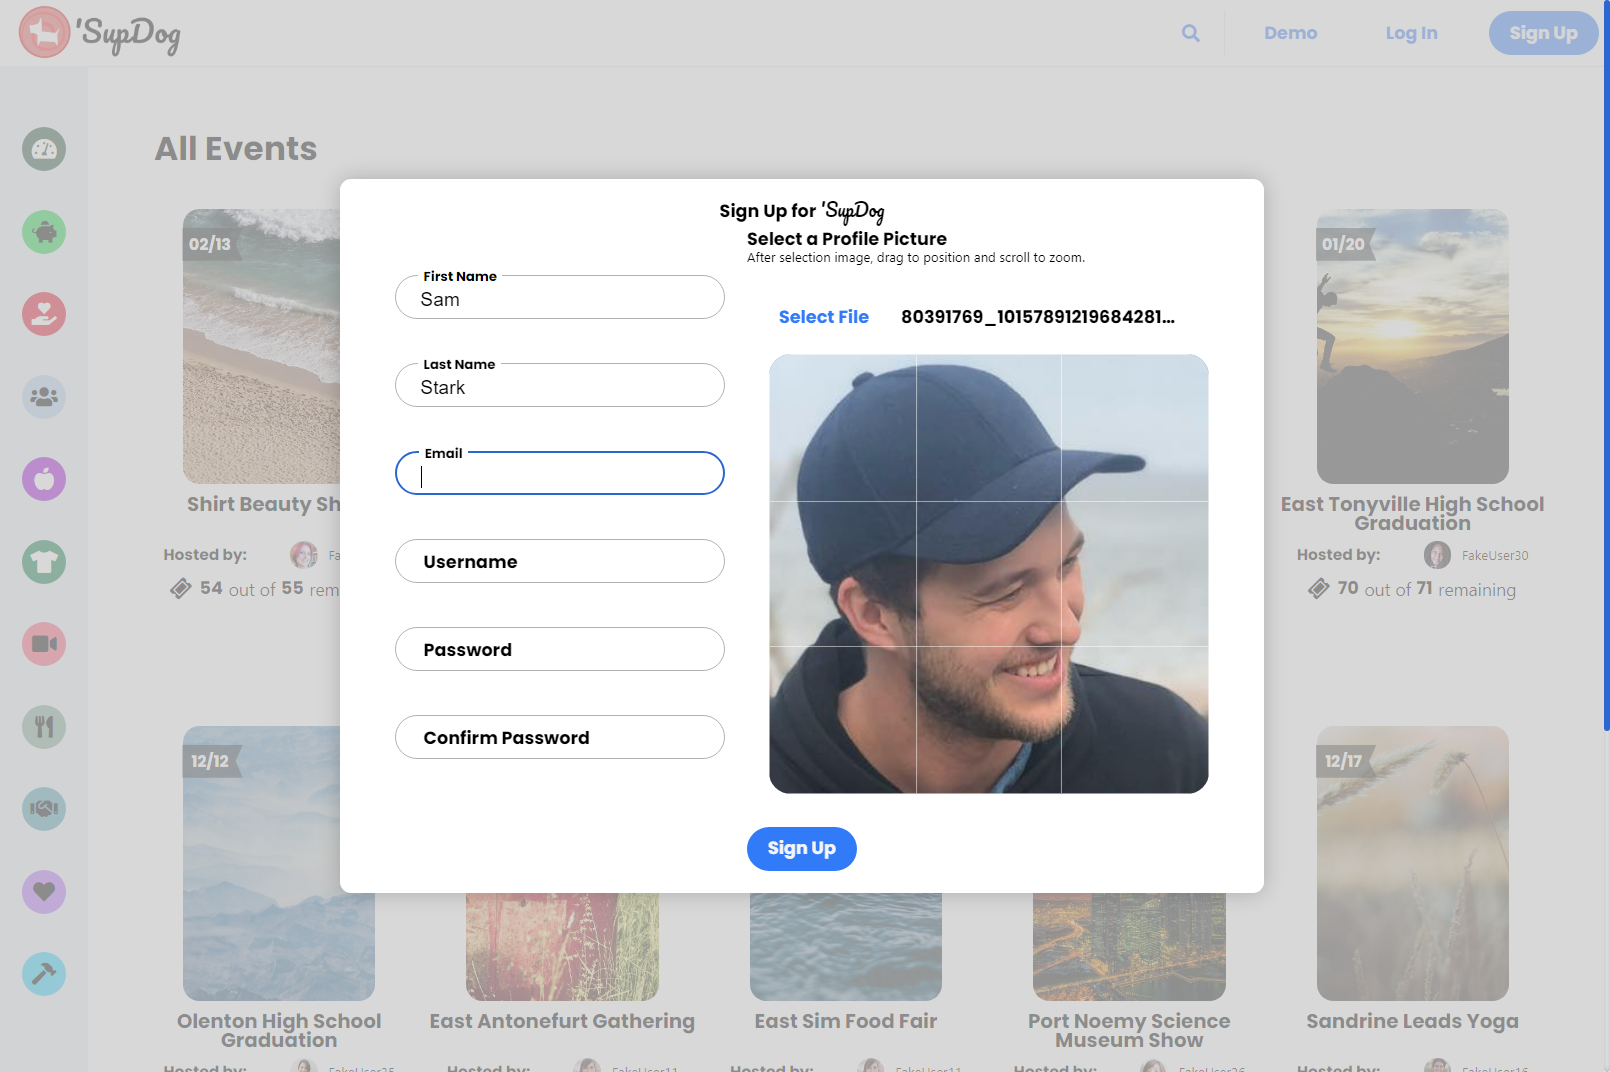 'SupDog
Demo
Log In
Sign Up
All Events
02/13
01/20
Sign Up for 'SupDog
Select a Profile Picture
After selection image, drag to position and scroll to zoom.
First Name
Sam
Select File
80391769_10157891219684281...
Last Name
Stark
Email
Username
Password
Confirm Password
Sign Up
Shirt Beauty Sh
Hosted by:
Fa
54 out of 55 rem
East Tonyville High School
Graduation
Hosted by: FakeUser30
70 out of 71 remaining
12/12
12/17
Olenton High School
Graduation
East Antonefurt Gathering
East Sim Food Fair
Port Noemy Science
Museum Show
Sandrine Leads Yoga
Hosted by: FakeUser25
Hosted by: FakeUser11
Hosted by: FakeUser11
Hosted by: FakeUser26
Hosted by: FakeUser16